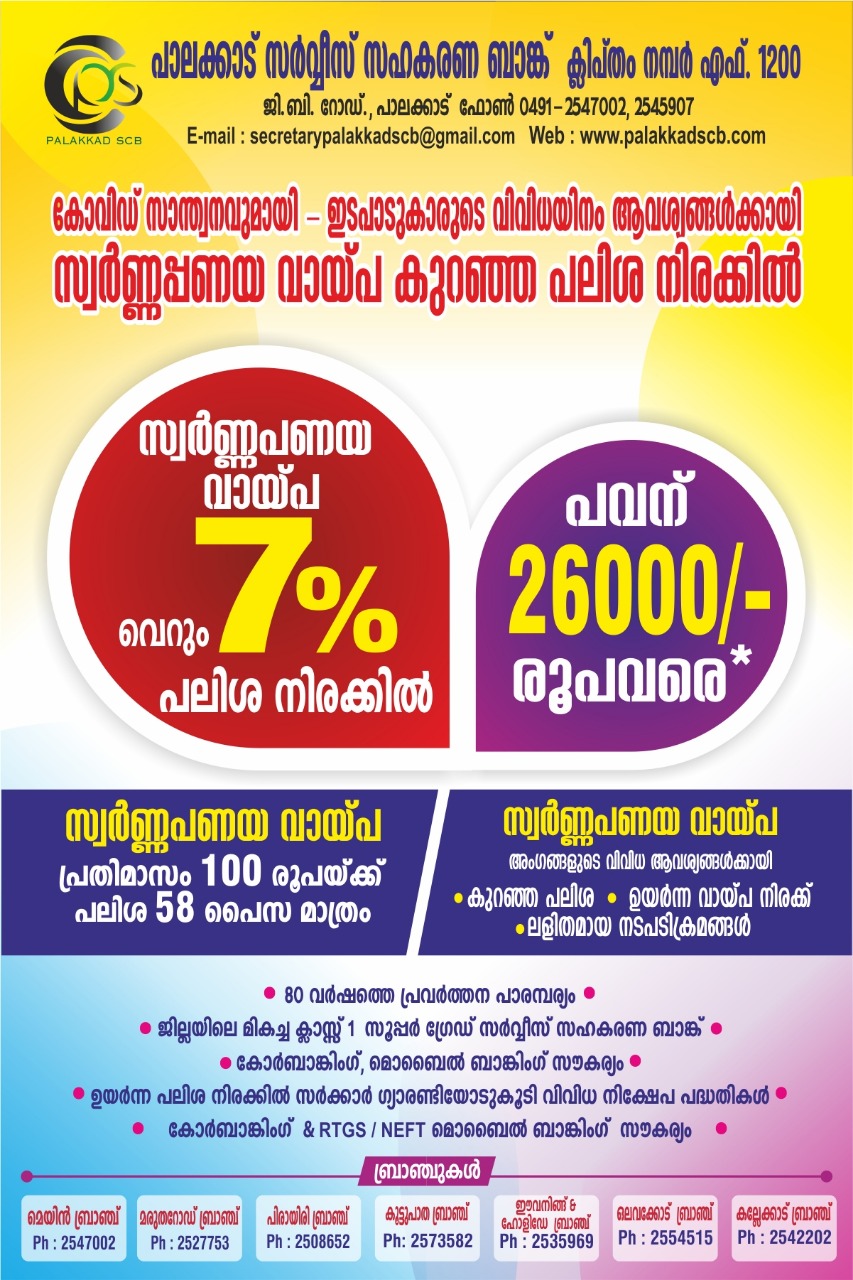 പാലക്കാട് സർവ്വീസ് സഹകരണ ബാങ്ക് ക്ലിപ്തം നമ്പർ എഫ്. 1200
ജി.ബി. റോഡ്., പാലക്കാട് ഫോൺ 0491-2547002, 2545907
E-mail : secretarypalakkadscb@gmail.com Web : www.palakkadscb.com
CPS
PALAKKAD SCB
കോവിഡ് സാന്ത്വനവുമായി – ഇടപാടുകാരുടെ വിവിധയിനം ആവശ്യങ്ങൾക്കായി
സ്വർണ്ണപ്പണയ വായ്പ കുറഞ്ഞ പലിശ നിരക്കിൽ
സ്വർണ്ണപണയ
വായ്പ
വെറും 7%
പലിശ നിരക്കിൽ
പവന്
26000/-
രൂപവരെ*
സ്വർണ്ണപണയ വായ്പ
പ്രതിമാസം 100 രൂപയ്ക്ക്
പലിശ 58 പൈസ മാത്രം
സ്വർണ്ണപണയ വായ്പ
അംഗങ്ങളുടെ വിവിധ ആവശ്യങ്ങൾക്കായി
• കുറഞ്ഞ പലിശ • ഉയർന്ന വായ്പ നിരക്ക്
• ലളിതമായ നടപടിക്രമങ്ങൾ
• 80 വർഷത്തെ പ്രവർത്തന പാരമ്പര്യം •
• ജില്ലയിലെ മികച്ച ക്ലാസ്സ് 1 സൂപ്പർ ഗ്രേഡ് സർവ്വീസ് സഹകരണ ബാങ്ക് •
• കോർബാങ്കിംഗ്, മൊബൈൽ ബാങ്കിംഗ് സൗകര്യം •
• ഉയർന്ന പലിശ നിരക്കിൽ സർക്കാർ ഗ്യാരണ്ടിയോടുകൂടി വിവിധ നിക്ഷേപ പദ്ധതികൾ •
• കോർബാങ്കിംഗ് & RTGS / NEFT മൊബൈൽ ബാങ്കിംഗ് സൗകര്യം •
ബ്രാഞ്ചുകൾ
മെയിൻ ബ്രാഞ്ച്
Ph : 2547002
മരുതറോഡ് ബ്രാഞ്ച്
Ph : 2527753
പിരായിരി ബ്രാഞ്ച്
Ph : 2508652
കൂട്ടുപാത ബ്രാഞ്ച്
Ph: 2573582
ഈവനിങ്ങ് &
ഹോളിഡേ ബ്രാഞ്ച്
Ph : 2535969
ഒലവക്കോട് ബ്രാഞ്ച്
Ph : 2554515
കല്ലേക്കാട് ബ്രാഞ്ച്
Ph : 2542202